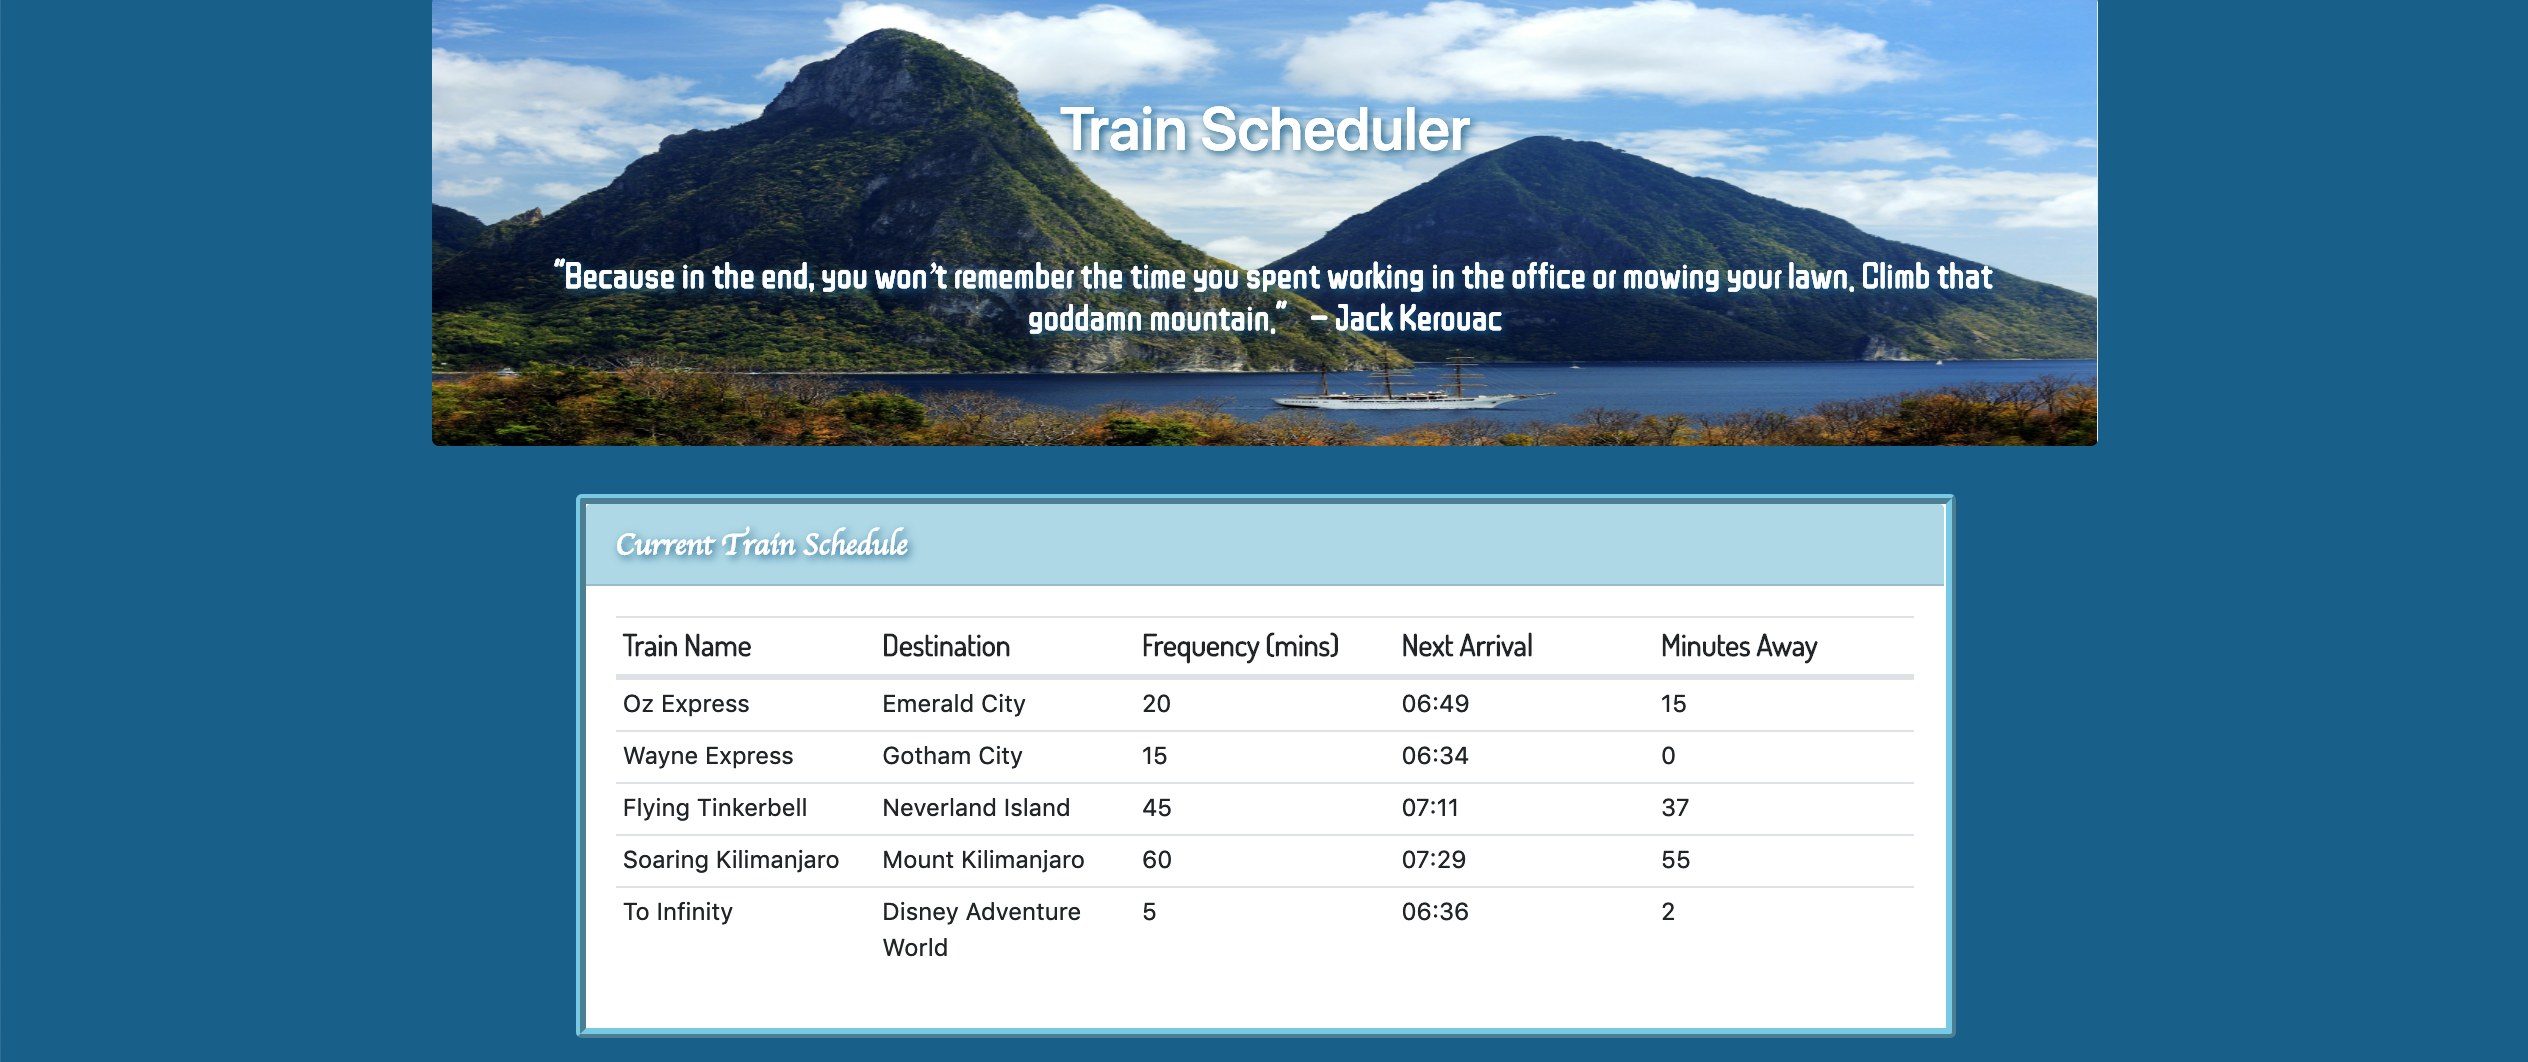 Train Scheduler
"Because in the end, you won't remember the time you spent working in the office or mowing your lawn. Climb that
goddamn mountain." – Jack Kerouac
Current Train Schedule
Train Name Destination Frequency (mins) Next Arrival Minutes Away
Oz Express Emerald City 20 06:49 15
Wayne Express Gotham City 15 06:34 0
Flying Tinkerbell Neverland Island 45 07:11 37
Soaring Kilimanjaro Mount Kilimanjaro 60 07:29 55
To Infinity Disney Adventure 5 06:36 2
World